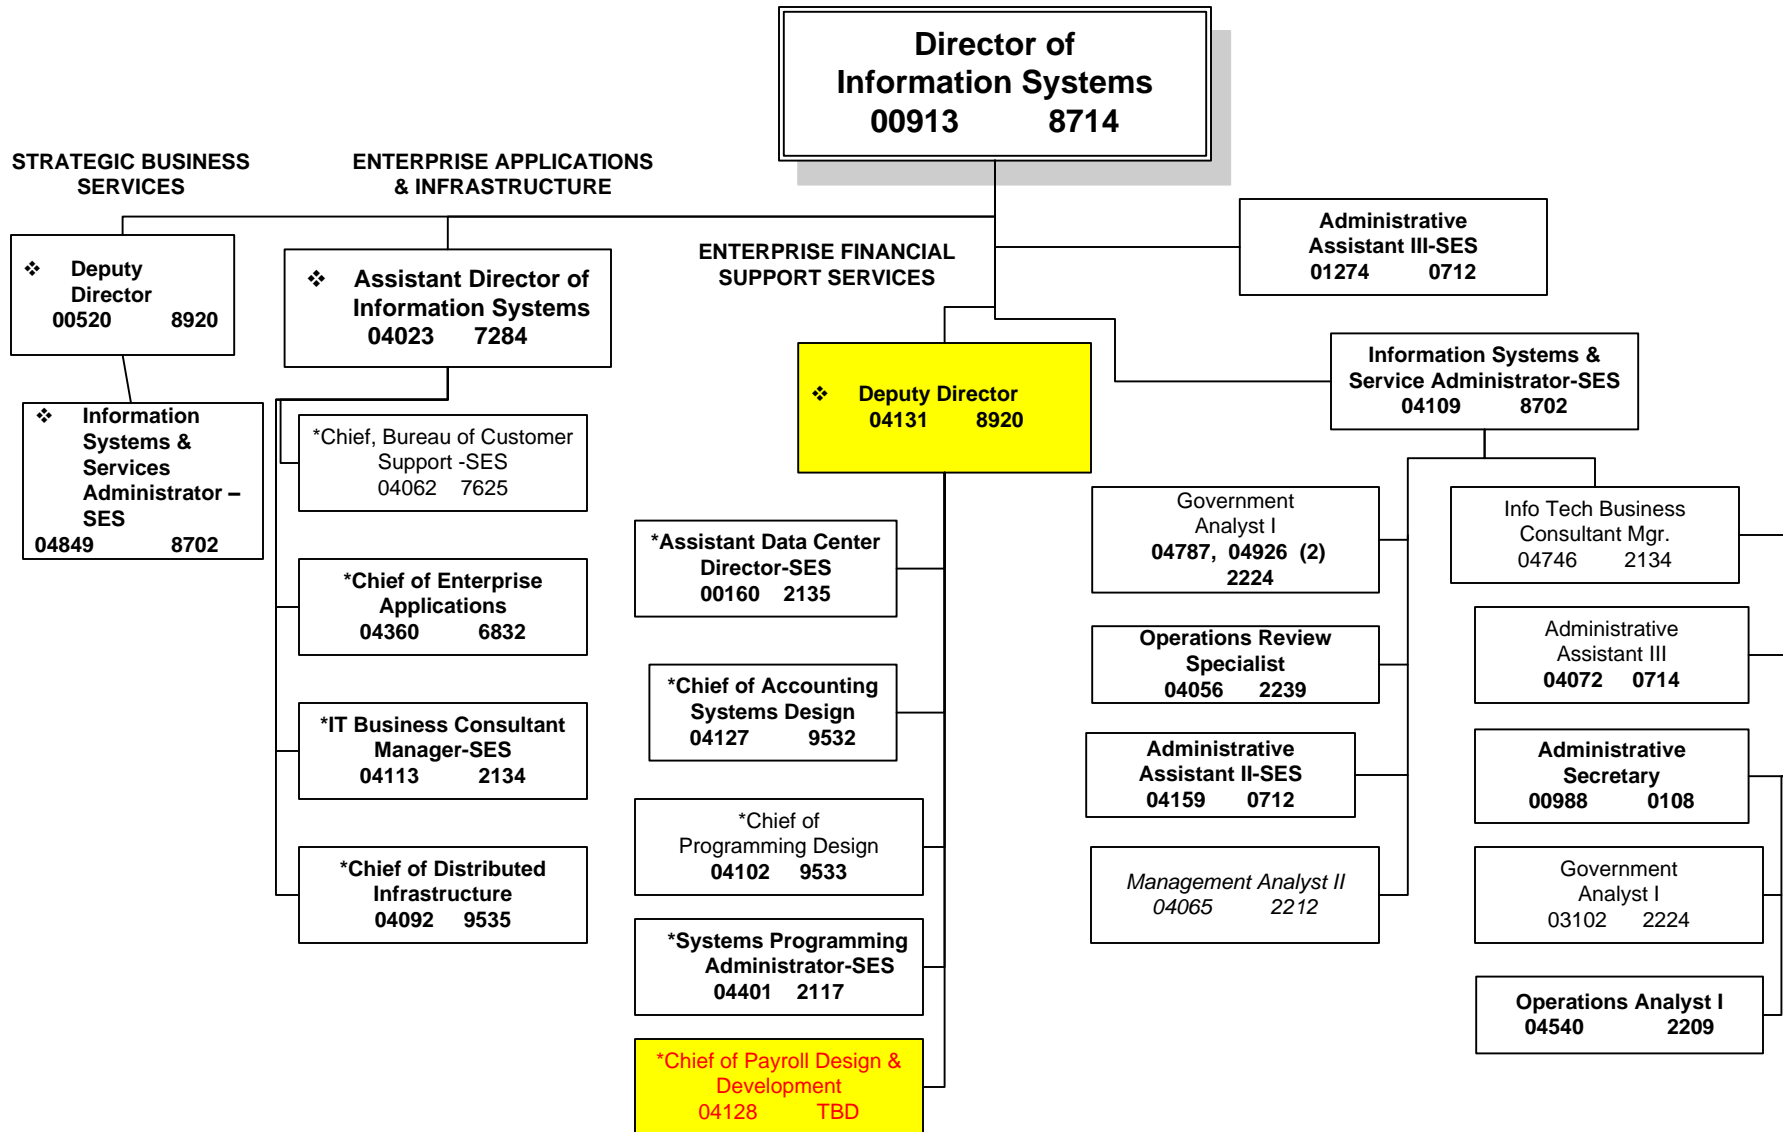 Director of
Information Systems
00913 8714
STRATEGIC BUSINESS
SERVICES
ENTERPRISE APPLICATIONS
& INFRASTRUCTURE
ENTERPRISE FINANCIAL
SUPPORT SERVICES
Administrative
Assistant III-SES
01274 0712
❖ Deputy
Director
00520 8920
❖ Information
Systems &
Services
Administrator –
SES
04849 8702
❖ Assistant Director of
Information Systems
04023 7284
*Chief, Bureau of Customer
Support -SES
04062 7625
*Chief of Enterprise
Applications
04360 6832
*IT Business Consultant
Manager-SES
04113 2134
*Chief of Distributed
Infrastructure
04092 9535
❖ Deputy Director
04131 8920
*Assistant Data Center
Director-SES
00160 2135
*Chief of Accounting
Systems Design
04127 9532
*Chief of
Programming Design
04102 9533
*Systems Programming
Administrator-SES
04401 2117
*Chief of Payroll Design &
Development
04128 TBD
Information Systems &
Service Administrator-SES
04109 8702
Government
Analyst I
04787, 04926 (2)
2224
Operations Review
Specialist
04056 2239
Administrative
Assistant II-SES
04159 0712
Management Analyst II
04065 2212
Info Tech Business
Consultant Mgr.
04746 2134
Administrative
Assistant III
04072 0714
Administrative
Secretary
00988 0108
Government
Analyst I
03102 2224
Operations Analyst I
04540 2209